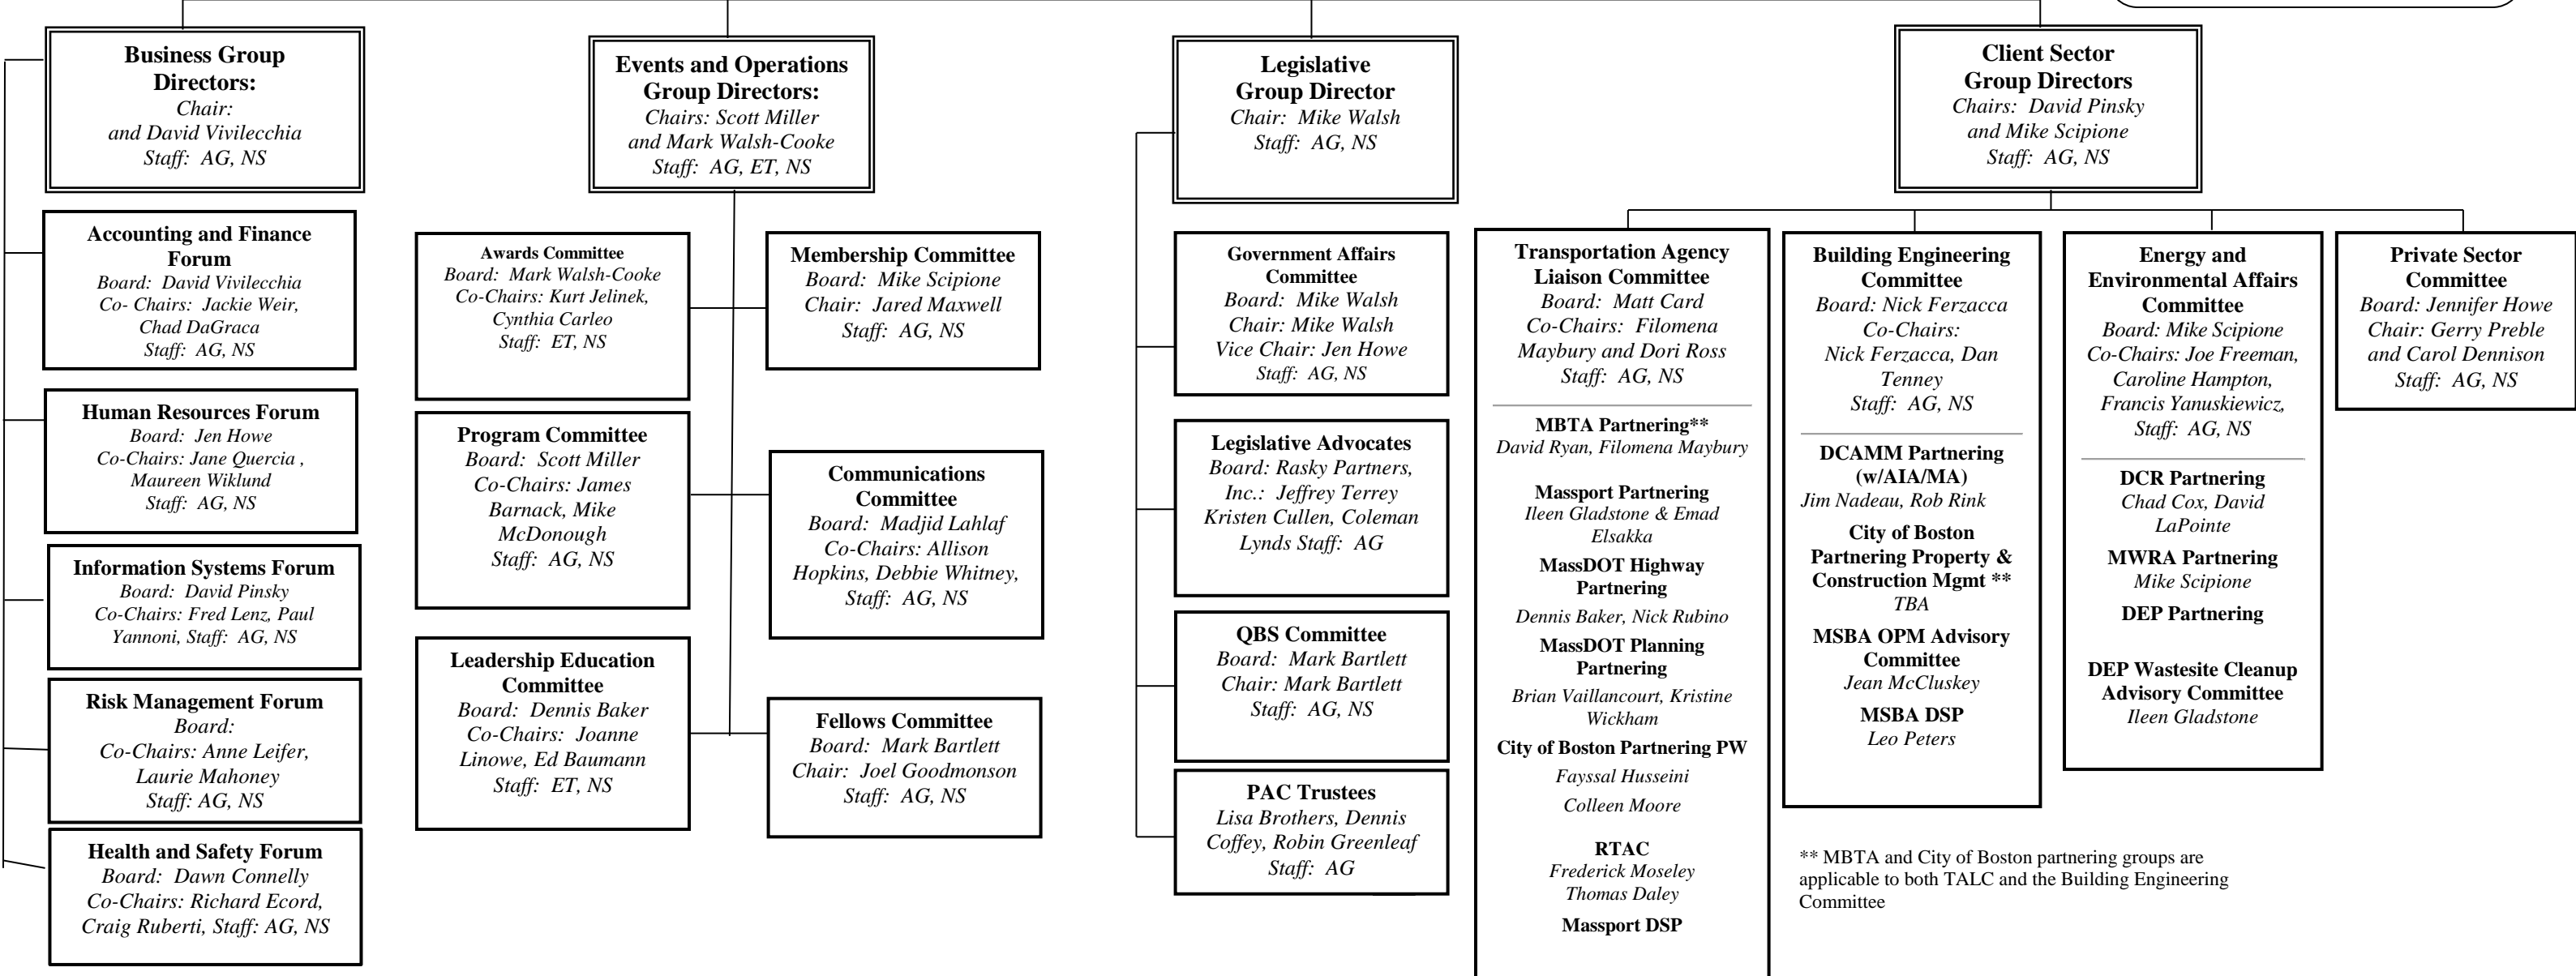 Business Group
Directors:
Chair:
and David Vivilecchia
Staff: AG, NS
Accounting and Finance
Forum
Board: David Vivilecchia
Co- Chairs: Jackie Weir,
Chad DaGraca
Staff: AG, NS
Human Resources Forum
Board: Jen Howe
Co-Chairs: Jane Quercia ,
Maureen Wiklund
Staff: AG, NS
Information Systems Forum
Board: David Pinsky
Co-Chairs: Fred Lenz, Paul
Yannoni, Staff: AG, NS
Risk Management Forum
Board:
Co-Chairs: Anne Leifer,
Laurie Mahoney
Staff: AG, NS
Health and Safety Forum
Board: Dawn Connelly
Co-Chairs: Richard Ecord,
Craig Ruberti, Staff: AG, NS
Events and Operations
Group Directors:
Chairs: Scott Miller
and Mark Walsh-Cooke
Staff: AG, ET, NS
Awards Committee
Board: Mark Walsh-Cooke
Co-Chairs: Kurt Jelinek,
Cynthia Carleo
Staff: ET, NS
Program Committee
Board: Scott Miller
Co-Chairs: James
Barnack, Mike
McDonough
Staff: AG, NS
Leadership Education
Committee
Board: Dennis Baker
Co-Chairs: Joanne
Linowe, Ed Baumann
Staff: ET, NS
Membership Committee
Board: Mike Scipione
Chair: Jared Maxwell
Staff: AG, NS
Communications
Committee
Board: Madjid Lahlaf
Co-Chairs: Allison
Hopkins, Debbie Whitney,
Staff: AG, NS
Fellows Committee
Board: Mark Bartlett
Chair: Joel Goodmonson
Staff: AG, NS
Legislative
Group Director
Chair: Mike Walsh
Staff: AG, NS
Government Affairs
Committee
Board: Mike Walsh
Chair: Mike Walsh
Vice Chair: Jen Howe
Staff: AG, NS
Legislative Advocates
Board: Rasky Partners,
Inc.: Jeffrey Terrey
Kristen Cullen, Coleman
Lynds Staff: AG
QBS Committee
Board: Mark Bartlett
Chair: Mark Bartlett
Staff: AG, NS
PAC Trustees
Lisa Brothers, Dennis
Coffey, Robin Greenleaf
Staff: AG
Client Sector
Group Directors
Chairs: David Pinsky
and Mike Scipione
Staff: AG, NS
Transportation Agency
Liaison Committee
Board: Matt Card
Co-Chairs: Filomena
Maybury and Dori Ross
Staff: AG, NS
MBTA Partnering**
David Ryan, Filomena Maybury
Massport Partnering
Ileen Gladstone & Emad
Elsakka
MassDOT Highway
Partnering
Dennis Baker, Nick Rubino
MassDOT Planning
Partnering
Brian Vaillancourt, Kristine
Wickham
City of Boston Partnering PW
Fayssal Husseini
Colleen Moore
RTAC
Frederick Moseley
Thomas Daley
Massport DSP
Building Engineering
Committee
Board: Nick Ferzacca
Co-Chairs:
Nick Ferzacca, Dan
Tenney
Staff: AG, NS
DCAMM Partnering
(w/AIA/MA)
Jim Nadeau, Rob Rink
City of Boston
Partnering Property &
Construction Mgmt **
TBA
MSBA OPM Advisory
Committee
Jean McCluskey
MSBA DSP
Leo Peters
Energy and
Environmental Affairs
Committee
Board: Mike Scipione
Co-Chairs: Joe Freeman,
Caroline Hampton,
Francis Yanuskiewicz,
Staff: AG, NS
DCR Partnering
Chad Cox, David
LaPointe
MWRA Partnering
Mike Scipione
DEP Partnering
DEP Wastesite Cleanup
Advisory Committee
Ileen Gladstone
Private Sector
Committee
Board: Jennifer Howe
Chair: Gerry Preble
and Carol Dennison
Staff: AG, NS
** MBTA and City of Boston partnering groups are
applicable to both TALC and the Building Engineering
Committee